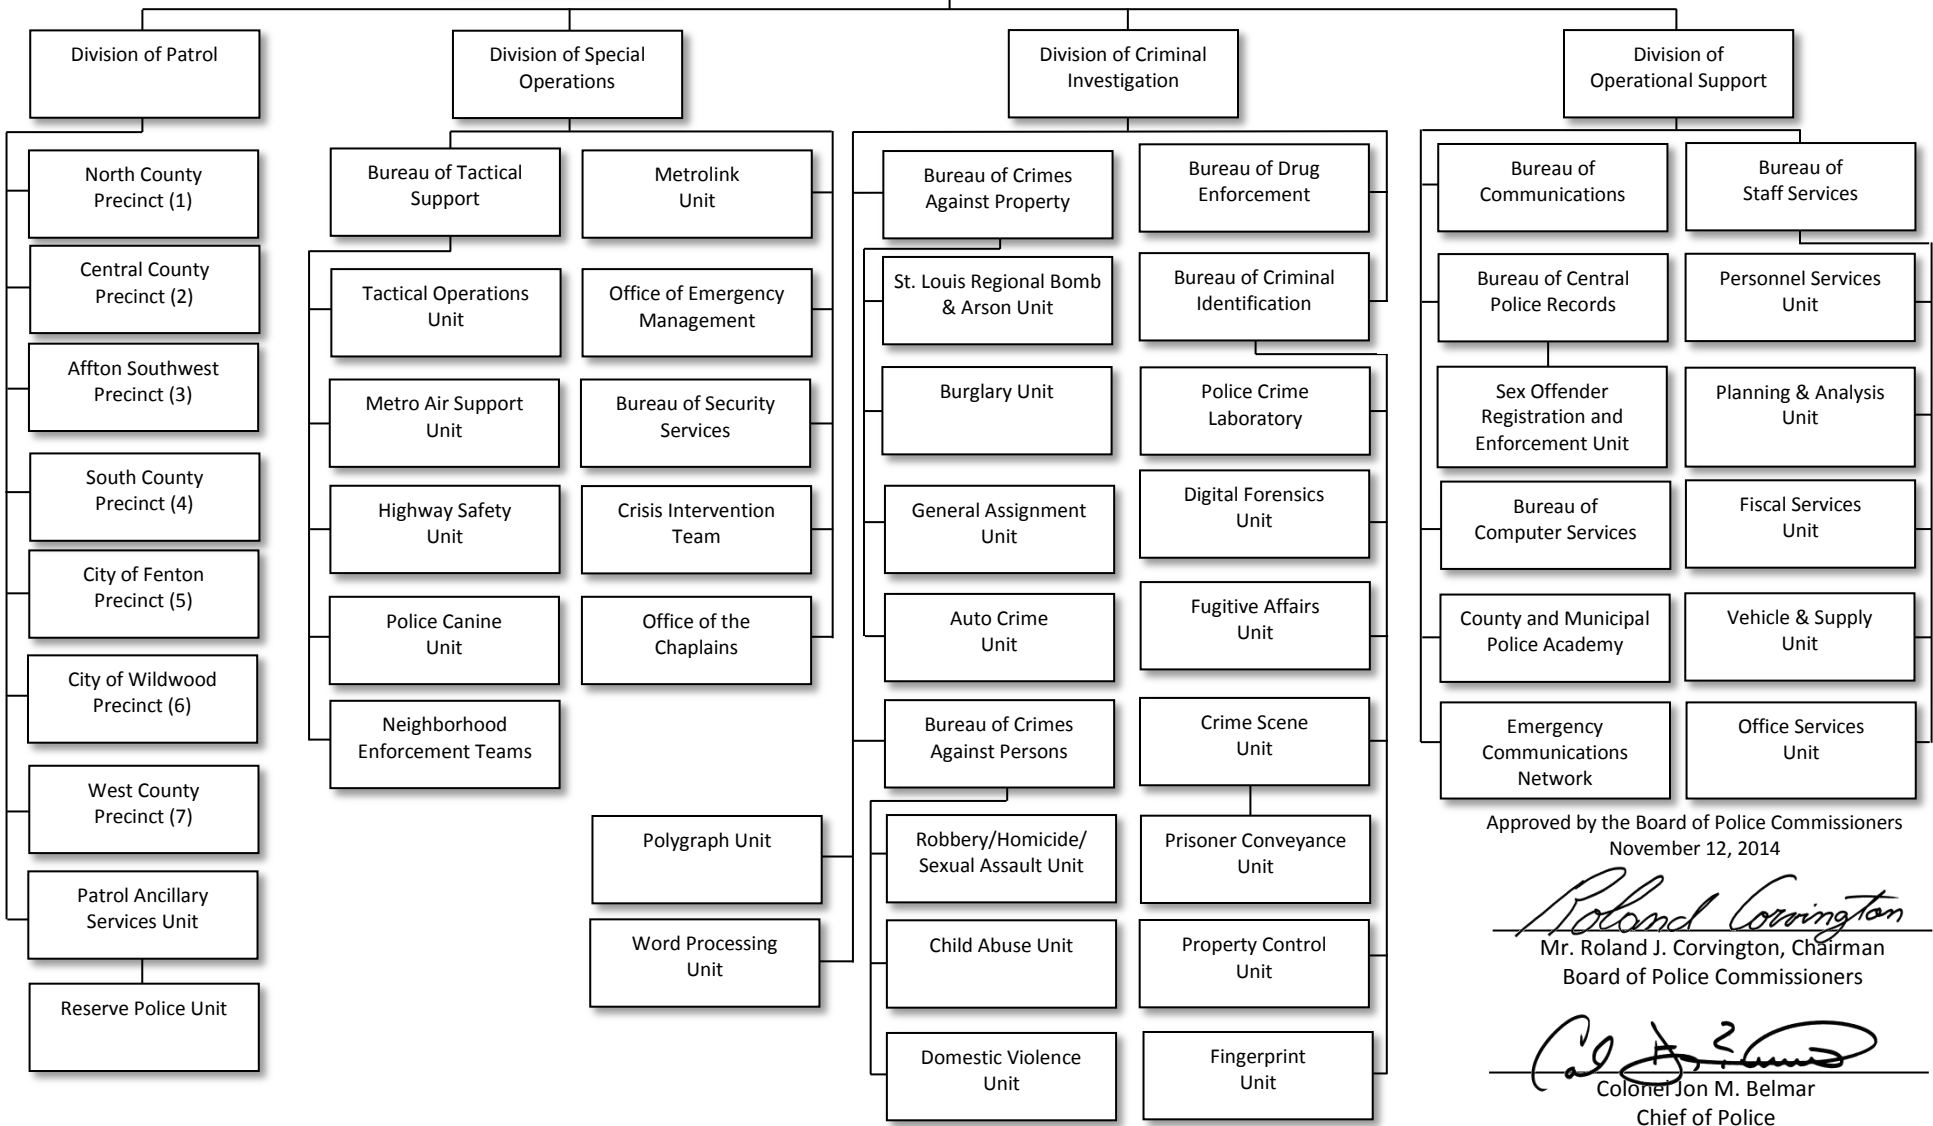 Division of Patrol
Division of Special
Operations
Division of Criminal
Investigation
Division of
Operational Support
North County
Precinct (1)
Central County
Precinct (2)
Affton Southwest
Precinct (3)
South County
Precinct (4)
City of Fenton
Precinct (5)
City of Wildwood
Precinct (6)
West County
Precinct (7)
Patrol Ancillary
Services Unit
Reserve Police Unit
Bureau of Tactical
Support
Tactical Operations
Unit
Metro Air Support
Unit
Highway Safety
Unit
Police Canine
Unit
Neighborhood
Enforcement Teams
Metrolink
Unit
Office of Emergency
Management
Bureau of Security
Services
Crisis Intervention
Team
Office of the
Chaplains
Polygraph Unit
Word Processing
Unit
Bureau of Crimes
Against Property
St. Louis Regional Bomb
& Arson Unit
Burglary Unit
General Assignment
Unit
Auto Crime
Unit
Bureau of Crimes
Against Persons
Robbery/Homicide/
Sexual Assault Unit
Child Abuse Unit
Domestic Violence
Unit
Bureau of Drug
Enforcement
Bureau of Criminal
Identification
Police Crime
Laboratory
Digital Forensics
Unit
Fugitive Affairs
Unit
Crime Scene
Unit
Prisoner Conveyance
Unit
Property Control
Unit
Fingerprint
Unit
Bureau of
Communications
Bureau of Central
Police Records
Sex Offender
Registration and
Enforcement Unit
Bureau of
Computer Services
County and Municipal
Police Academy
Emergency
Communications
Network
Bureau of
Staff Services
Personnel Services
Unit
Planning & Analysis
Unit
Fiscal Services
Unit
Vehicle & Supply
Unit
Office Services
Unit
Approved by the Board of Police Commissioners
November 12, 2014
Roland Corvington
Mr. Roland J. Corvington, Chairman
Board of Police Commissioners
Colonel Jon M. Belmar
Chief of Police